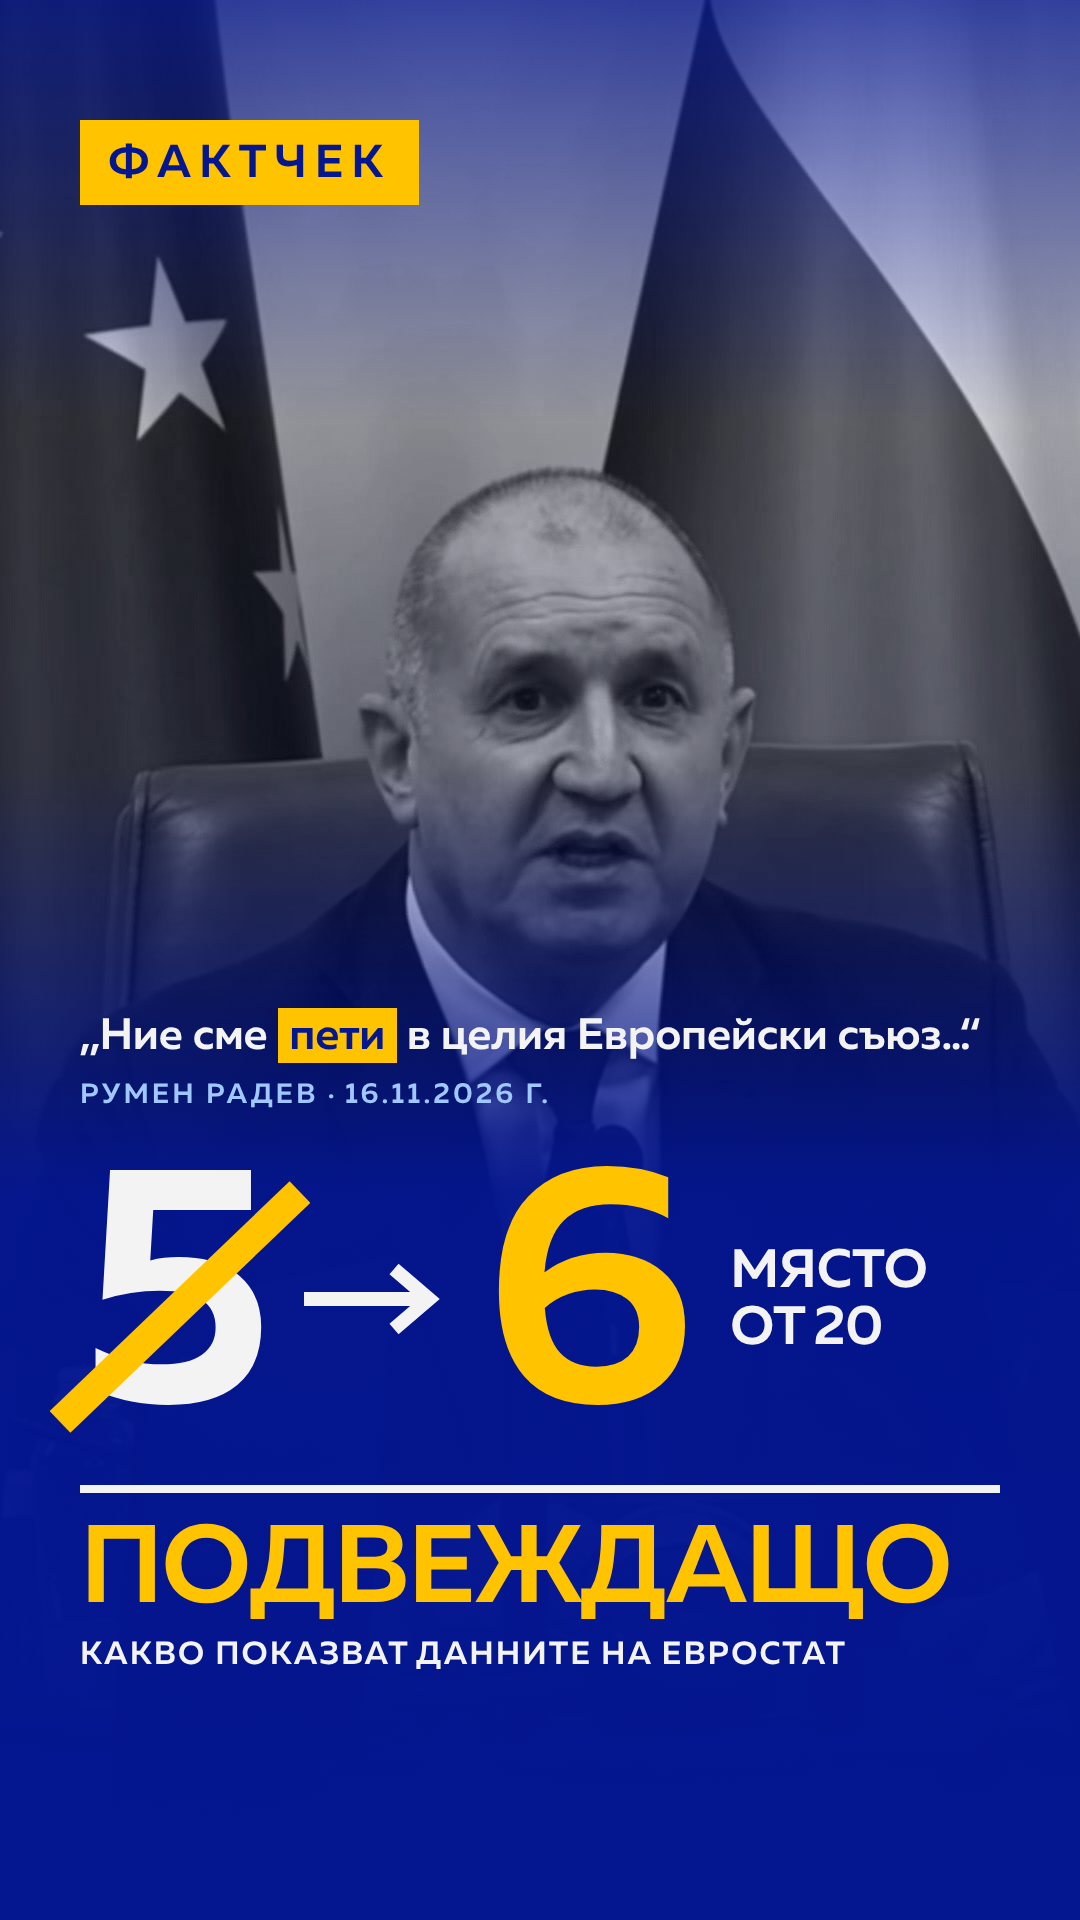 ФАКТЧЕК
„Ние сме пети в целия Европейски съюз...“
РУМЕН РАДЕВ · 16.11.2026 Г.
5 → 6 МЯСТО
ОТ 20
ПОДВЕЖДАЩО
КАКВО ПОКАЗВАТ ДАННИТЕ НА ЕВРОСТАТ